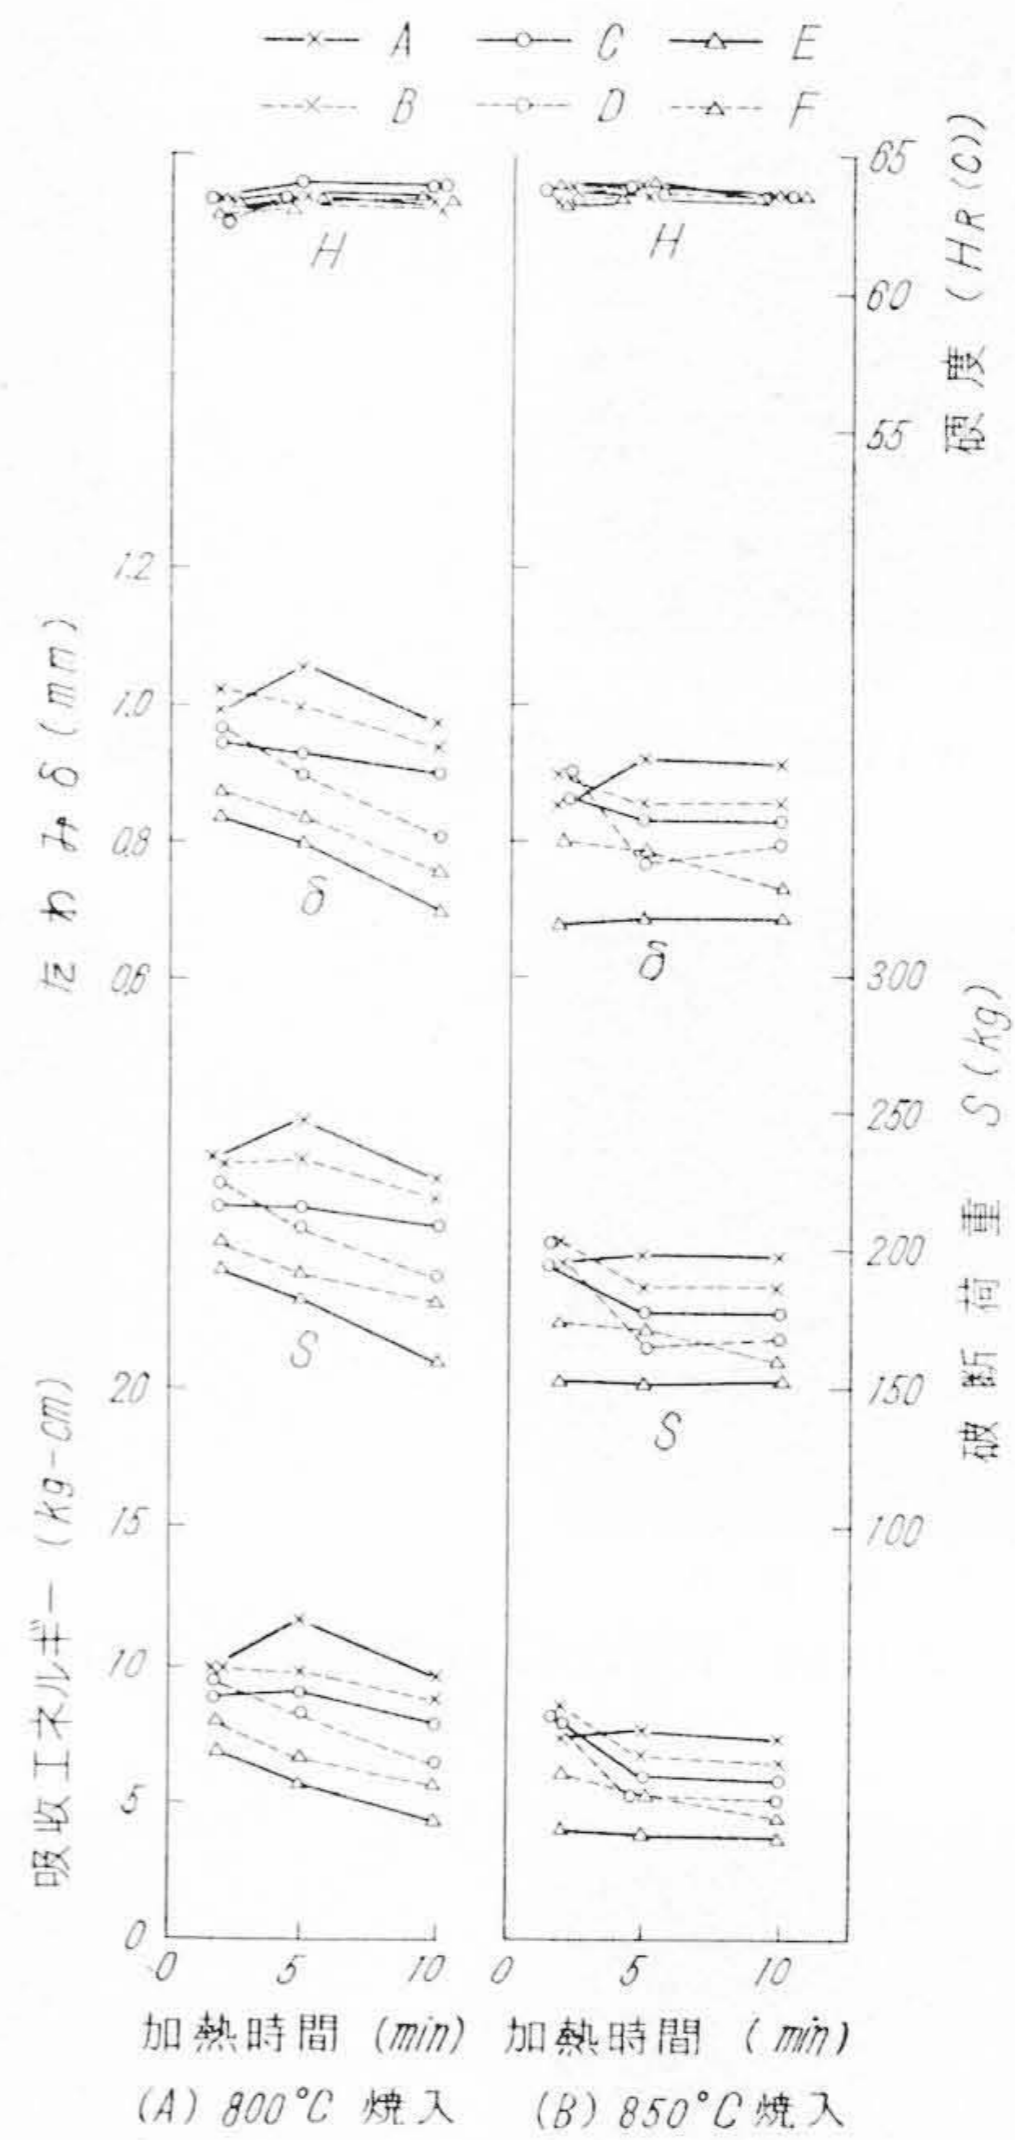 A C E
B D F
65
60
55
硬度 (HR(C))
H H
1.2
1.0
0.8
0.6
たわみ δ (mm)
δ δ
300
250
200
150
100
破断荷重 S (kg)
S S
20
15
10
5
0
吸収エネルギー (kg-cm)
0 5 10 0 5 10
加熱時間 (min) 加熱時間 (min)
(A) 800°C 焼入 (B) 850°C 焼入